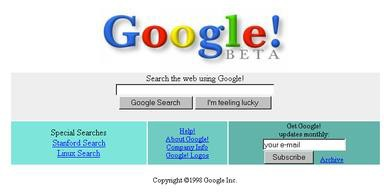 Google!
BETA
Search the web using Google!
Google Search I'm feeling lucky
Special Searches
Stanford Search
Linux Search
Help!
About Google!
Company Info
Google! Logos
Get Google!
updates monthly:
your e-mail
Subscribe Archive
Copyright ©1998 Google Inc.